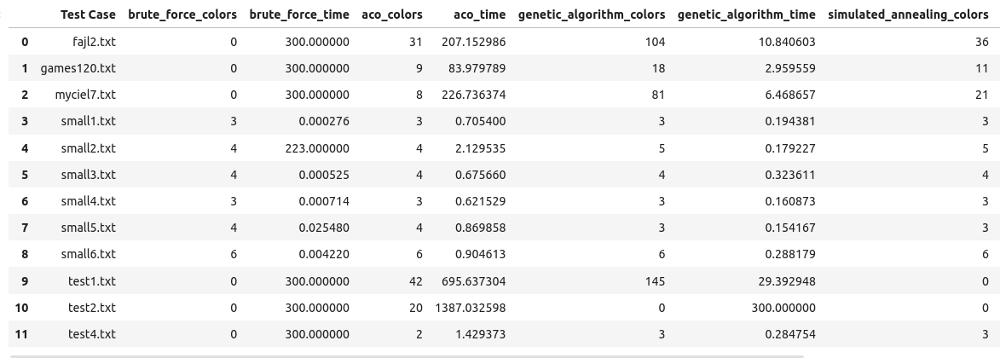 Test Case brute_force_colors brute_force_time aco_colors aco_time genetic_algorithm_colors genetic_algorithm_time simulated_annealing_colors
0 fajl2.txt 0 300.000000 31 207.152986 104 10.840603 36
1 games120.txt 0 300.000000 9 83.979789 18 2.959559 11
2 myciel7.txt 0 300.000000 8 226.736374 81 6.468657 21
3 small1.txt 3 0.000276 3 0.705400 3 0.194381 3
4 small2.txt 4 223.000000 4 2.129535 5 0.179227 5
5 small3.txt 4 0.000525 4 0.675660 4 0.323611 4
6 small4.txt 3 0.000714 3 0.621529 3 0.160873 3
7 small5.txt 4 0.025480 4 0.869858 3 0.154167 3
8 small6.txt 6 0.004220 6 0.904613 6 0.288179 6
9 test1.txt 0 300.000000 42 695.637304 145 29.392948 0
10 test2.txt 0 300.000000 20 1387.032598 0 300.000000 0
11 test4.txt 0 300.000000 2 1.429373 3 0.284754 3